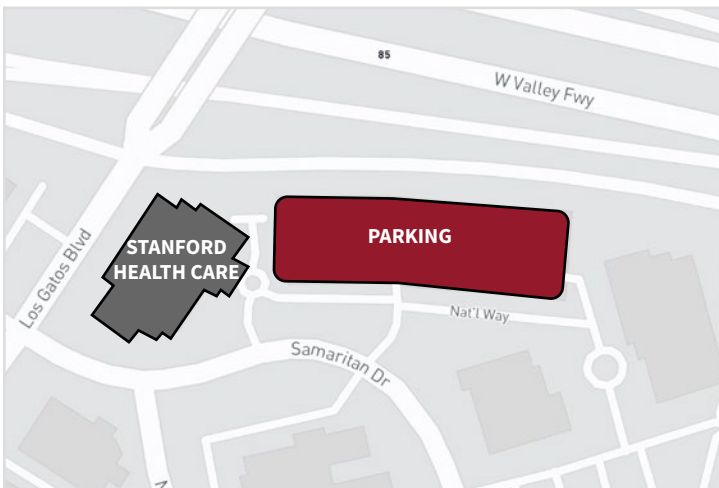 85
W Valley Fwy
PARKING
STANFORD
HEALTH CARE
Los Gatos Blvd
Nat'l Way
Samaritan Dr